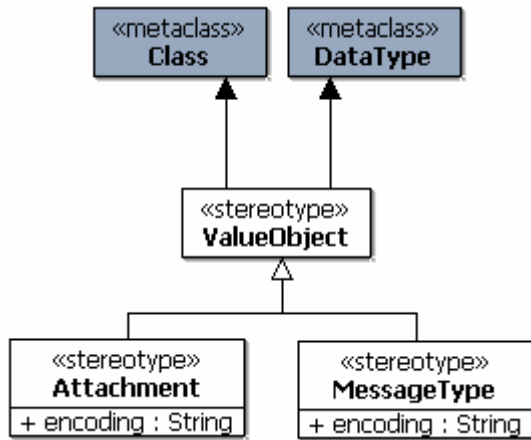 «metaclass»
Class
«metaclass»
DataType
«stereotype»
ValueObject
«stereotype»
Attachment
+ encoding : String
«stereotype»
MessageType
+ encoding : String